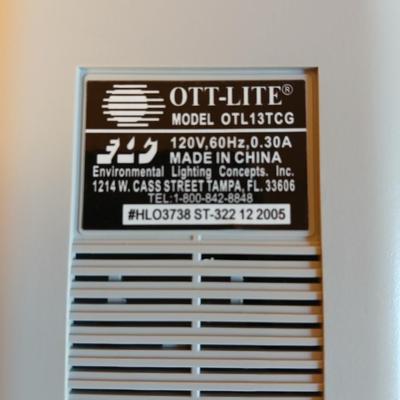 OTT-LITE®
MODEL OTL13TCG
ELC 120V,60Hz,0.30A
MADE IN CHINA
Environmental Lighting Concepts. Inc.
1214 W. CASS STREET TAMPA, FL. 33606
TEL:1-800-842-8848
#HLO3738 ST-322 12 2005